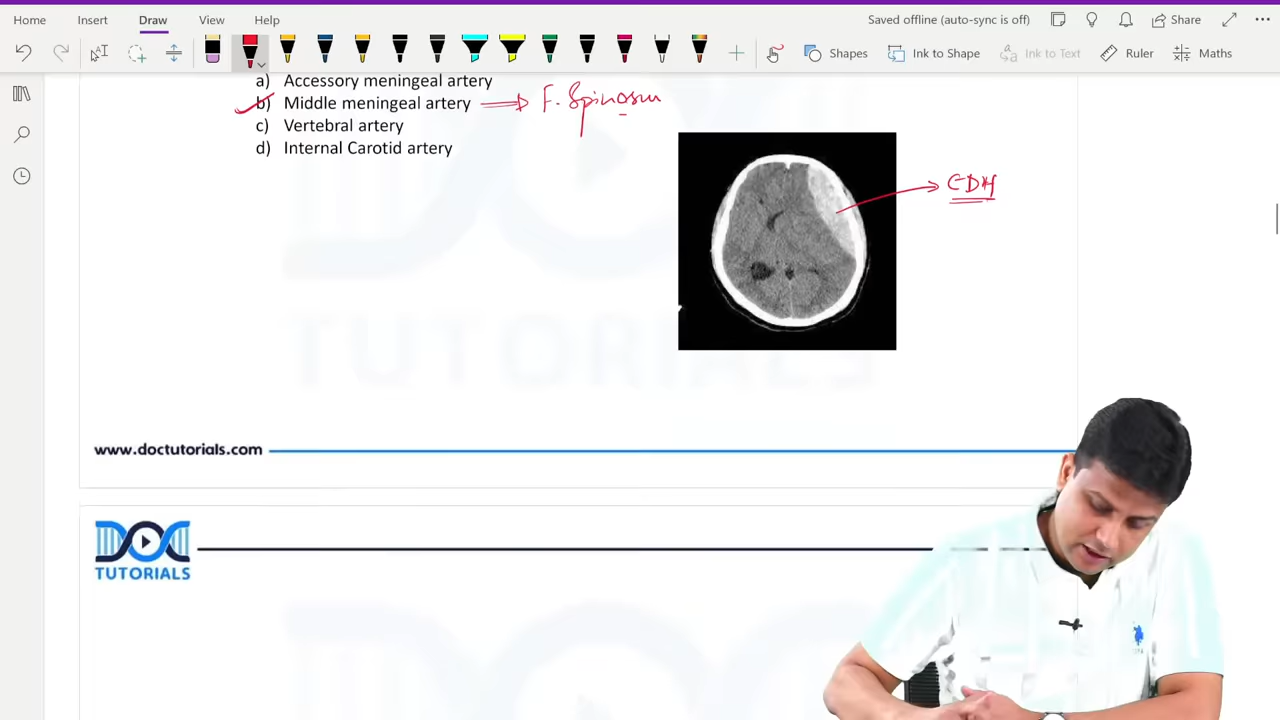 Home Insert Draw View Help Saved offline (auto-sync is off) Share
Shapes Ink to Shape Ink to Text Ruler Maths
a) Accessory meningeal artery
b) Middle meningeal artery F. Spinosum
c) Vertebral artery
d) Internal Carotid artery
EDH
TUTORIALS
www.doctutorials.com
DOC
TUTORIALS